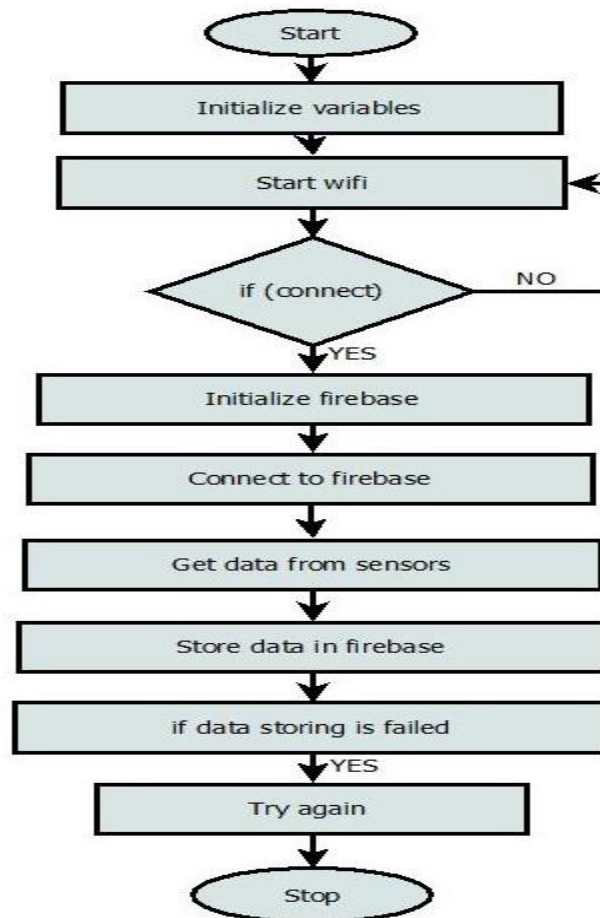 Start
Initialize variables
Start wifi
if (connect)
NO
YES
Initialize firebase
Connect to firebase
Get data from sensors
Store data in firebase
if data storing is failed
YES
Try again
Stop